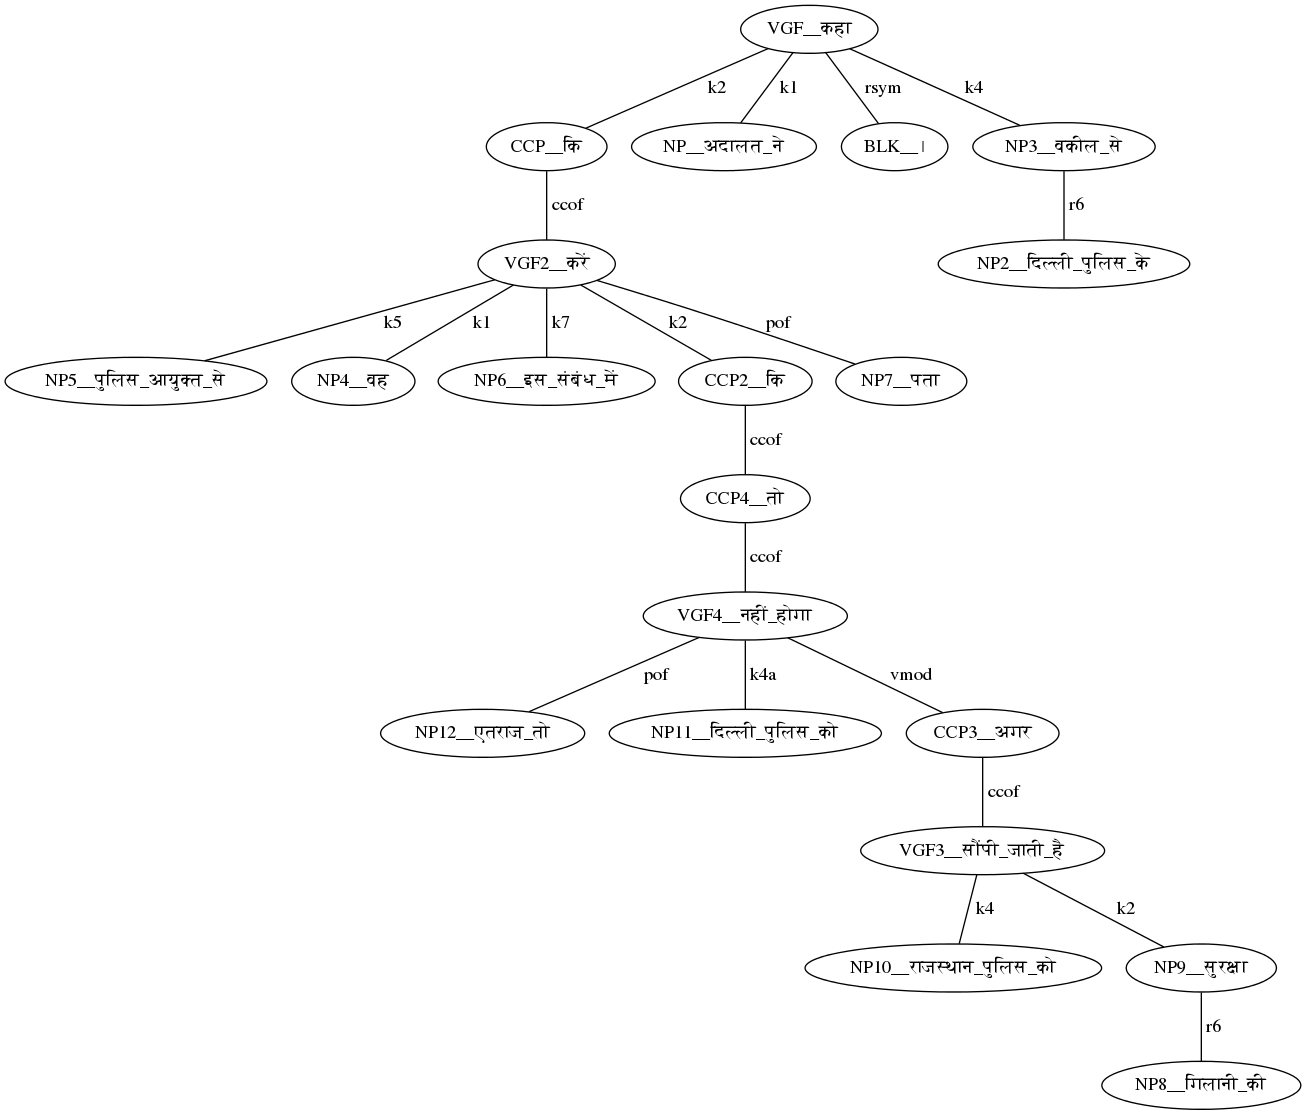 VGF__कहा
k2 k1 rsym k4
CCP__कि NP__अदालत_ने BLK__। NP3__वकील_से
ccof r6
VGF2__करें NP2__दिल्ली_पुलिस_के
k5 k1 k7 k2 pof
NP5__पुलिस_आयुक्त_से NP4__वह NP6__इस_संबंध_में CCP2__कि NP7__पता
ccof
CCP4__तो
ccof
VGF4__नहीं_होगा
pof k4a vmod
NP12__एतराज_तो NP11__दिल्ली_पुलिस_को CCP3__अगर
ccof
VGF3__सौंपी_जाती_है
k4 k2
NP10__राजस्थान_पुलिस_को NP9__सुरक्षा
r6
NP8__गिलानी_की